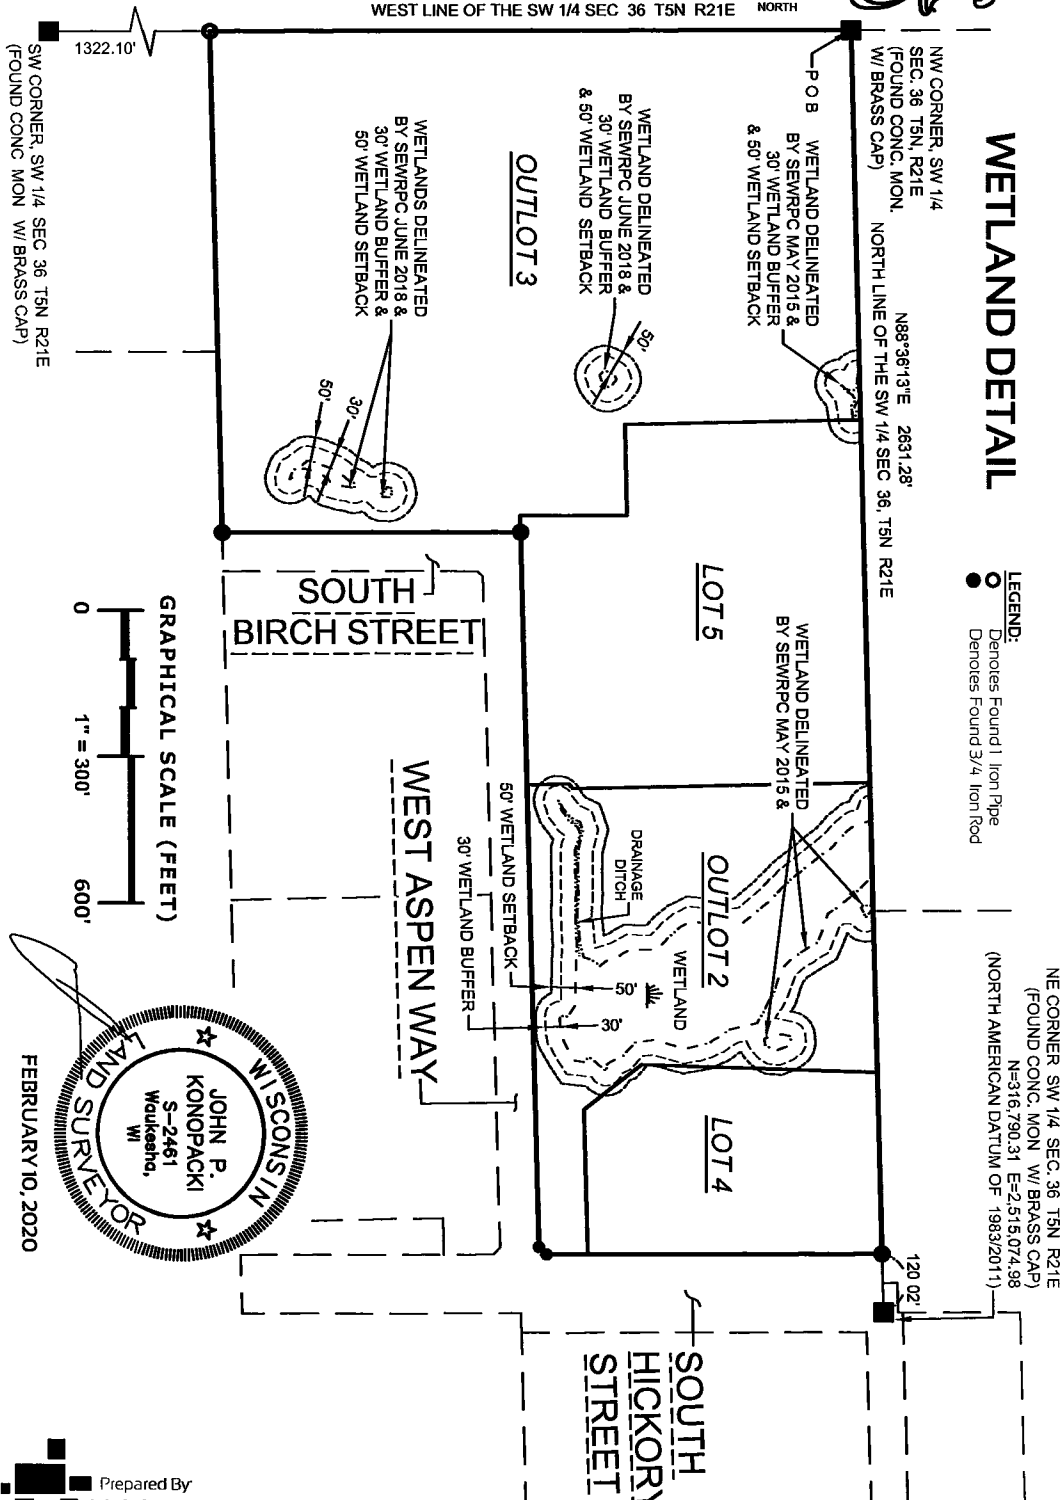 WEST LINE OF THE SW 1/4 SEC 36 T5N R21E
NORTH
WETLAND DETAIL
LEGEND:
Denotes Found 1 Iron Pipe
Denotes Found 3/4 Iron Rod
NW CORNER, SW 1/4
SEC. 36 T5N, R21E
(FOUND CONC. MON.
W/ BRASS CAP)
N88°36'13"E 2631.28'
NORTH LINE OF THE SW 1/4 SEC 36, T5N R21E
NE CORNER SW 1/4 SEC. 36 T5N R21E
(FOUND CONC. MON W/ BRASS CAP)
N=316,790.31 E=2,515,074.98
(NORTH AMERICAN DATUM OF 1983/2011)
120 02'
P O B
WETLAND DELINEATED
BY SEWRPC MAY 2015 &
30' WETLAND BUFFER
& 50' WETLAND SETBACK
WETLAND DELINEATED
BY SEWRPC JUNE 2018 &
30' WETLAND BUFFER
& 50' WETLAND SETBACK
50'
OUTLOT 3
WETLANDS DELINEATED
BY SEWRPC JUNE 2018 &
30' WETLAND BUFFER &
50' WETLAND SETBACK
30'
50'
1322.10'
SW CORNER, SW 1/4 SEC 36 T5N R21E
(FOUND CONC MON W/ BRASS CAP)
LOT 5
WETLAND DELINEATED
BY SEWRPC MAY 2015 &
OUTLOT 2
DRAINAGE
DITCH
WETLAND
50'
30'
50' WETLAND SETBACK
30' WETLAND BUFFER
LOT 4
SOUTH
BIRCH STREET
WEST ASPEN WAY
SOUTH
HICKORY
STREET
GRAPHICAL SCALE (FEET)
0
1" = 300'
600'
WISCONSIN
JOHN P.
KONOPACKI
S-2461
Waukesha,
WI
LAND SURVEYOR
FEBRUARY 10, 2020
Prepared By